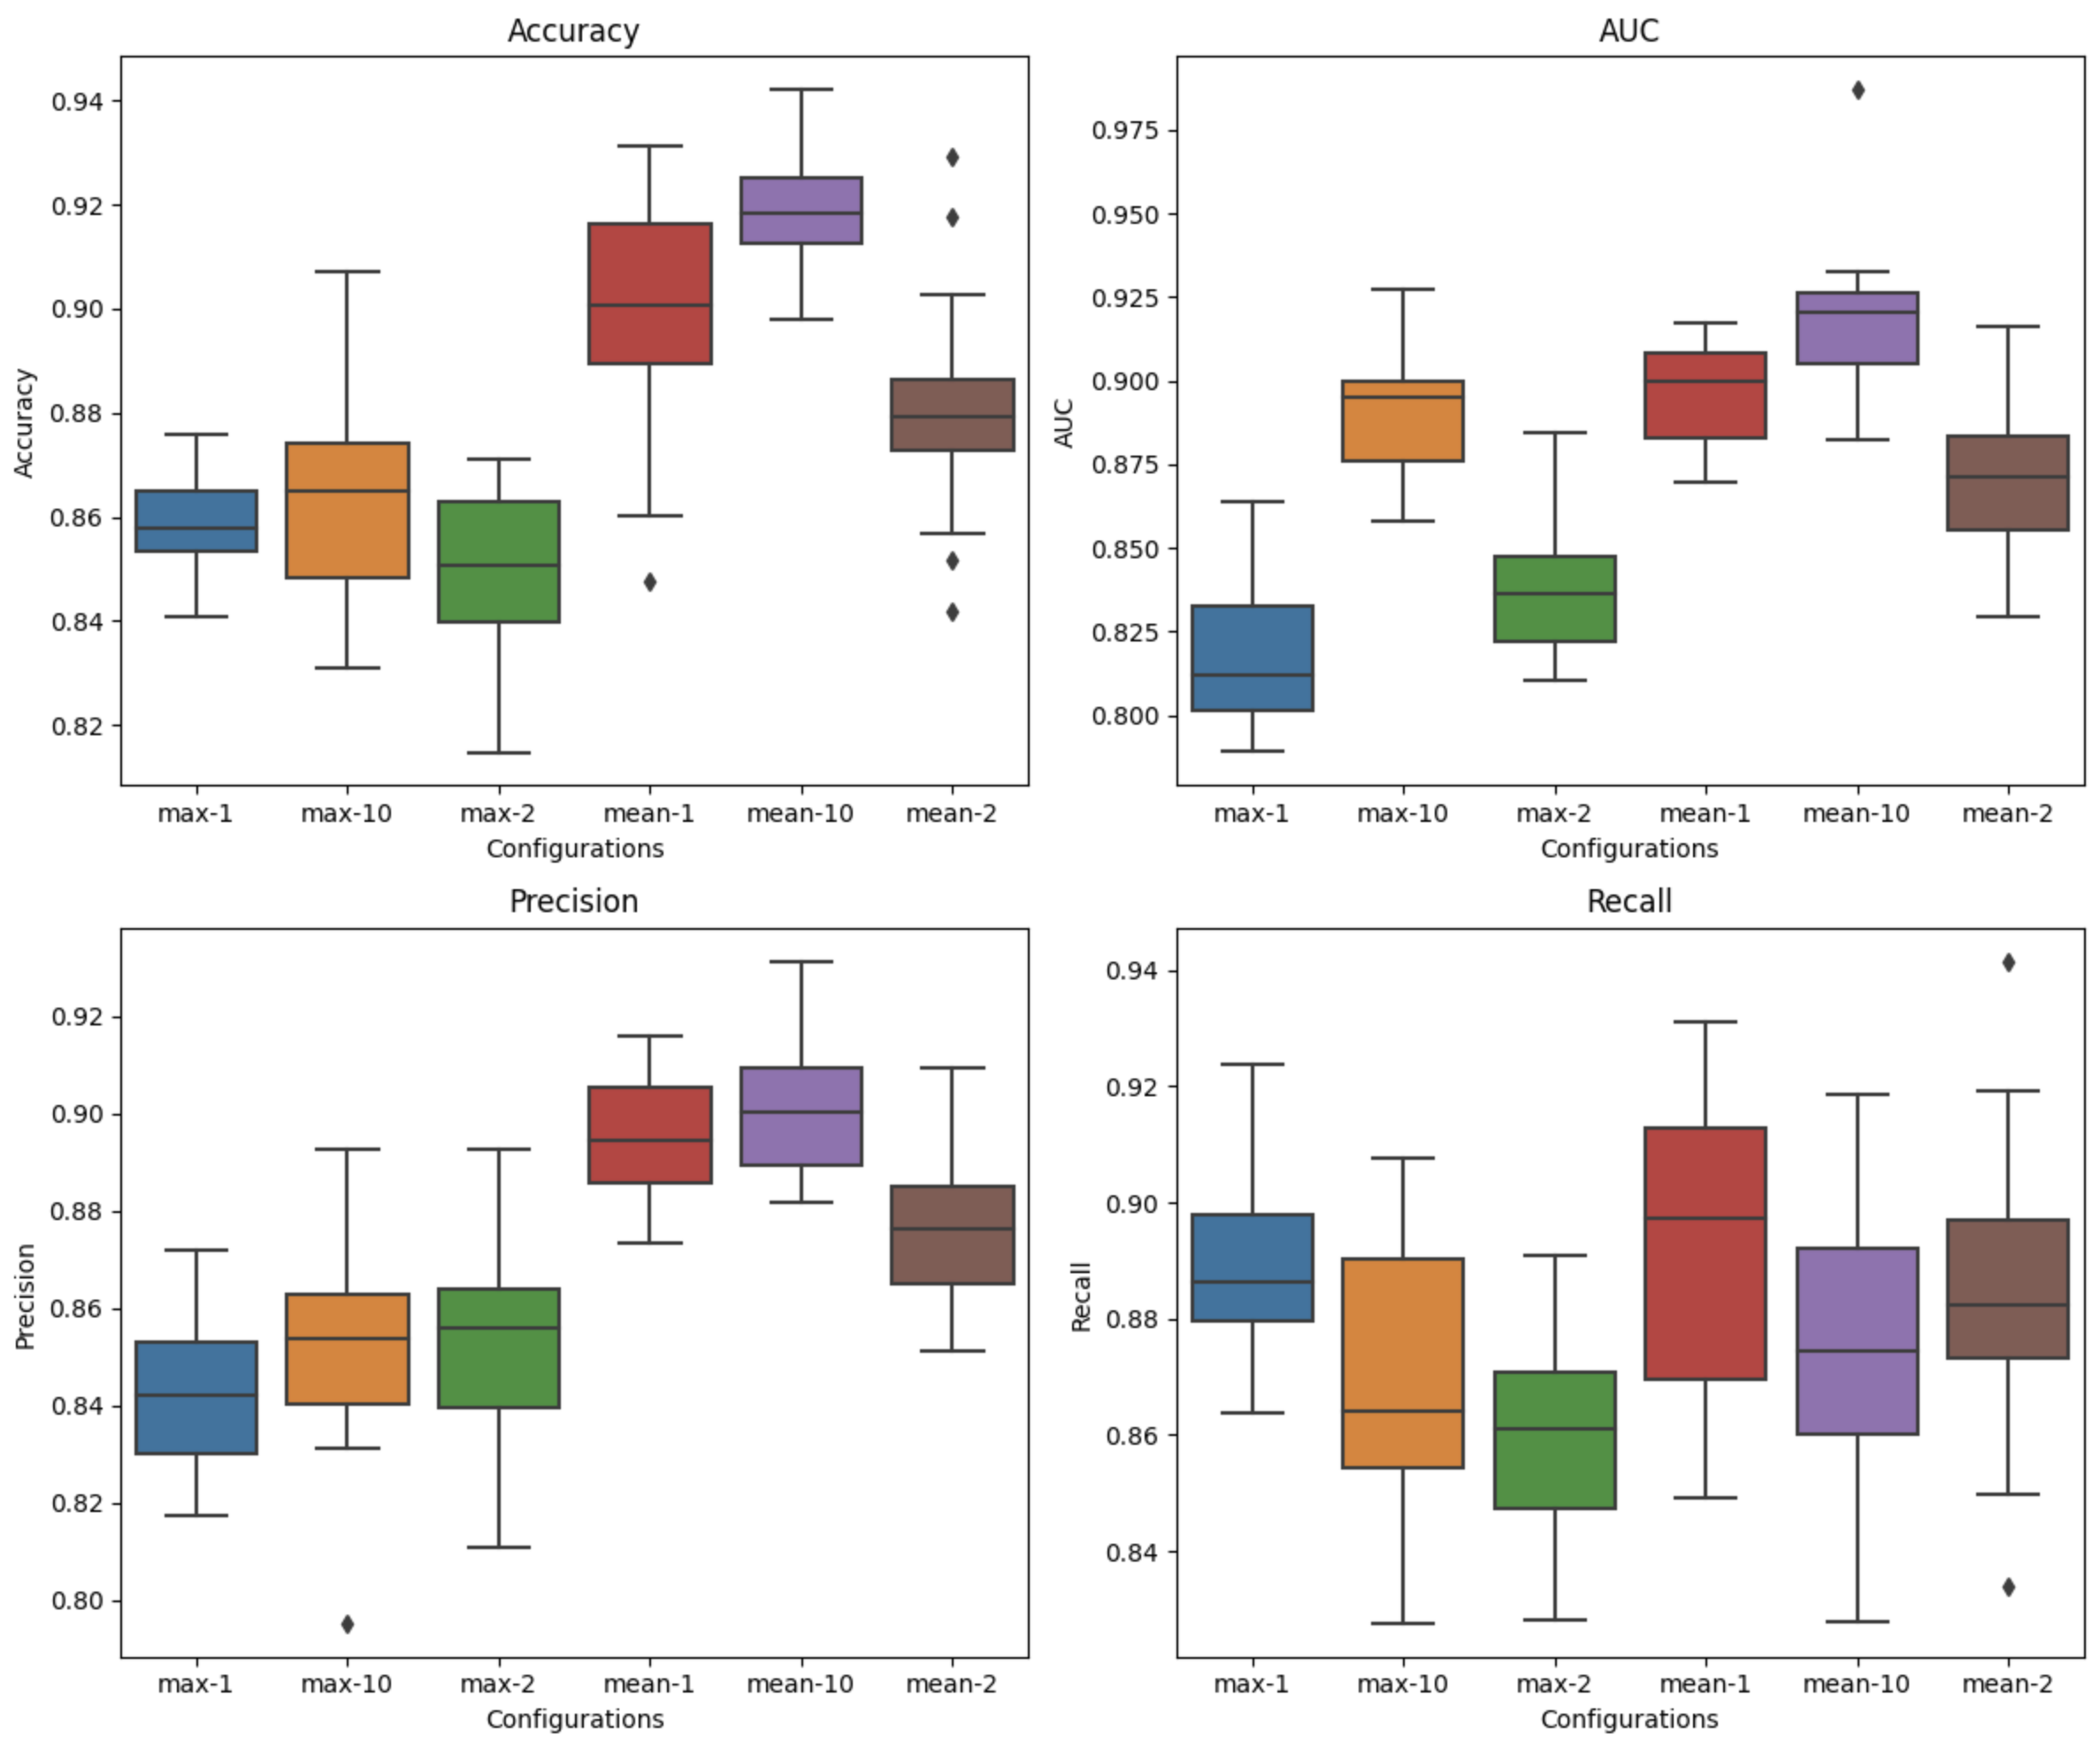 Accuracy
0.94
0.92
0.90
0.88
0.86
0.84
0.82
Accuracy
max-1 max-10 max-2 mean-1 mean-10 mean-2
Configurations
AUC
0.975
0.950
0.925
0.900
0.875
0.850
0.825
0.800
AUC
max-1 max-10 max-2 mean-1 mean-10 mean-2
Configurations
Precision
0.92
0.90
0.88
0.86
0.84
0.82
0.80
Precision
max-1 max-10 max-2 mean-1 mean-10 mean-2
Configurations
Recall
0.94
0.92
0.90
0.88
0.86
0.84
Recall
max-1 max-10 max-2 mean-1 mean-10 mean-2
Configurations